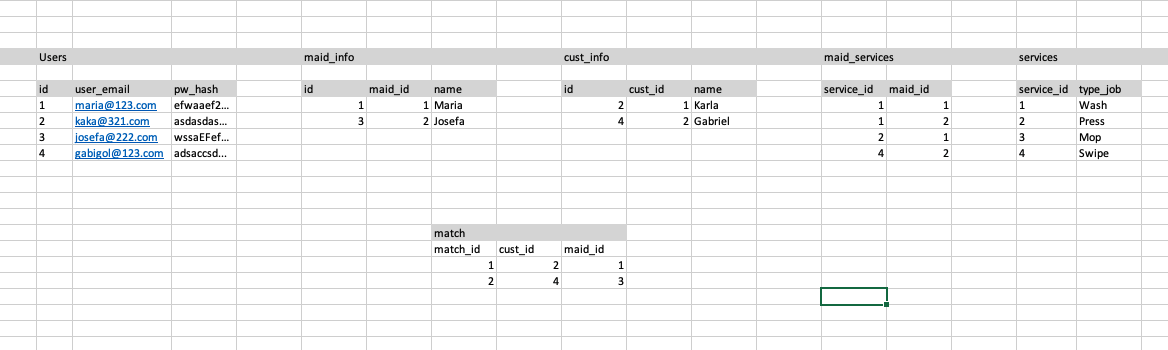 Users maid_info cust_info maid_services services
id user_email pw_hash id maid_id name id cust_id name service_id maid_id service_id type_job
1 maria@123.com efwaaef2... 1 1 Maria 2 1 Karla 1 1 1 Wash
2 kaka@321.com asdasdas... 3 2 Josefa 4 2 Gabriel 1 2 2 Press
3 josefa@222.com wssaEFef... 2 1 3 Mop
4 gabigol@123.com adsaccsd... 4 2 4 Swipe
match
match_id cust_id maid_id
1 2 1
2 4 3